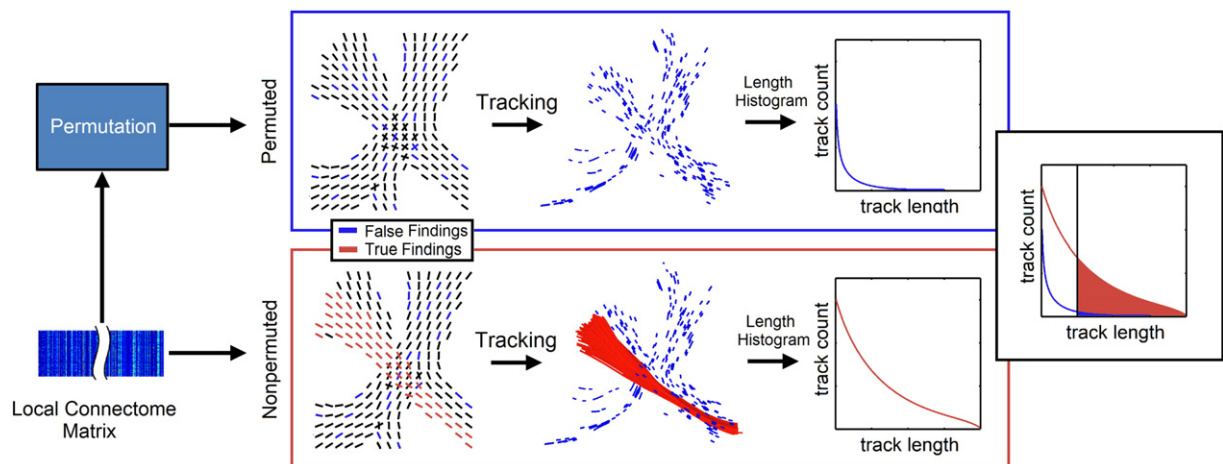 Permutation
Local Connectome
Matrix
Permuted
Tracking
Length
Histogram
track count
track length
False Findings
True Findings
Nonpermuted
Tracking
Length
Histogram
track count
track length
track count
track length